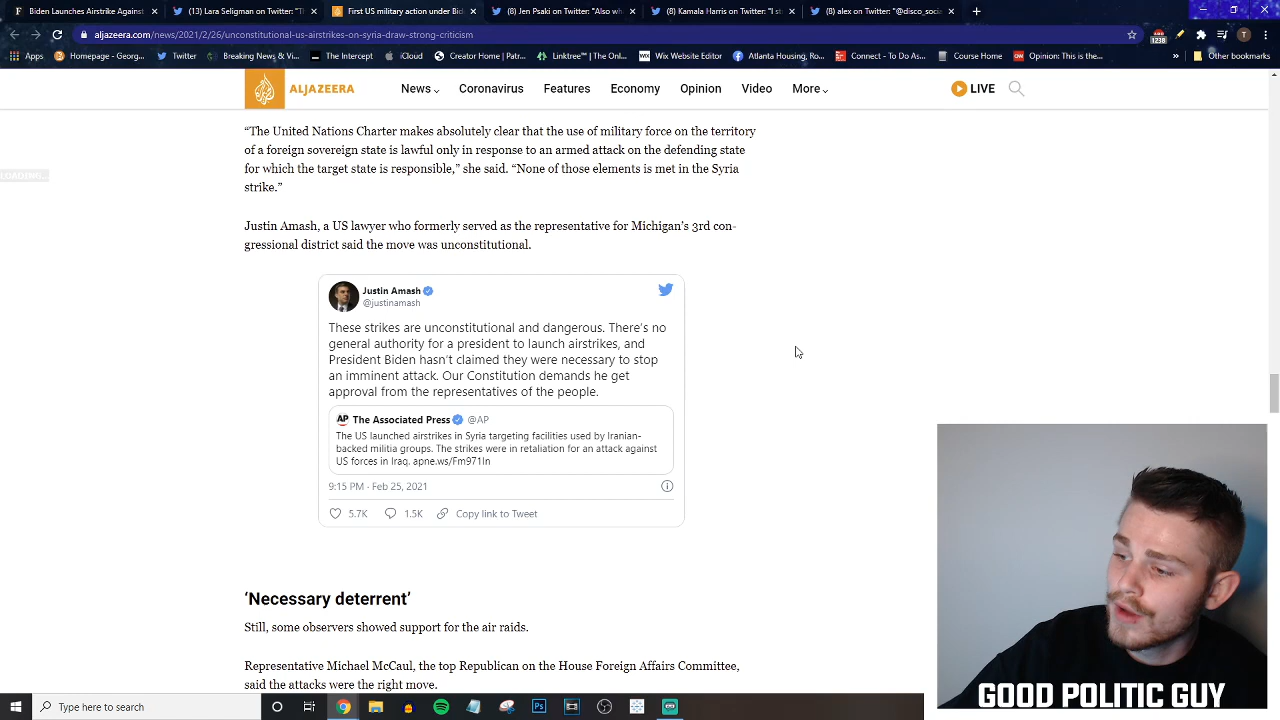 Biden Launches Airstrike Against
(13) Lara Seligman on Twitter: "Th
First US military action under Bid
(8) Jen Psaki on Twitter: "Also wh
(8) Kamala Harris on Twitter: "I st
(8) alex on Twitter: "@disco_socia
aljazeera.com/news/2021/2/26/unconstitutional-us-airstrikes-on-syria-draw-strong-criticism
1238
T
Apps
Homepage - Georg...
Twitter
Breaking News &...
The Intercept
iCloud
Creator Home | Patr...
Linktree™ | The Onl...
Wix Website Editor
Atlanta Housing, Ro...
Connect - To Do As...
Course Home
Opinion: This is the...
»
Other bookmarks
ALJAZEERA
News
Coronavirus
Features
Economy
Opinion
Video
More
LIVE
“The United Nations Charter makes absolutely clear that the use of military force on the territory
of a foreign sovereign state is lawful only in response to an armed attack on the defending state
for which the target state is responsible,” she said. “None of those elements is met in the Syria
strike.”
Justin Amash, a US lawyer who formerly served as the representative for Michigan’s 3rd con-
gressional district said the move was unconstitutional.
Justin Amash
@justinamash
These strikes are unconstitutional and dangerous. There’s no
general authority for a president to launch airstrikes, and
President Biden hasn’t claimed they were necessary to stop
an imminent attack. Our Constitution demands he get
approval from the representatives of the people.
AP The Associated Press @AP
The US launched airstrikes in Syria targeting facilities used by Iranian-
backed militia groups. The strikes were in retaliation for an attack against
US forces in Iraq. apne.ws/Fm971In
9:15 PM · Feb 25, 2021
5.7K
1.5K
Copy link to Tweet
‘Necessary deterrent’
Still, some observers showed support for the air raids.
Representative Michael McCaul, the top Republican on the House Foreign Affairs Committee,
said the attacks were the right move.
GOOD POLITIC GUY
Type here to search